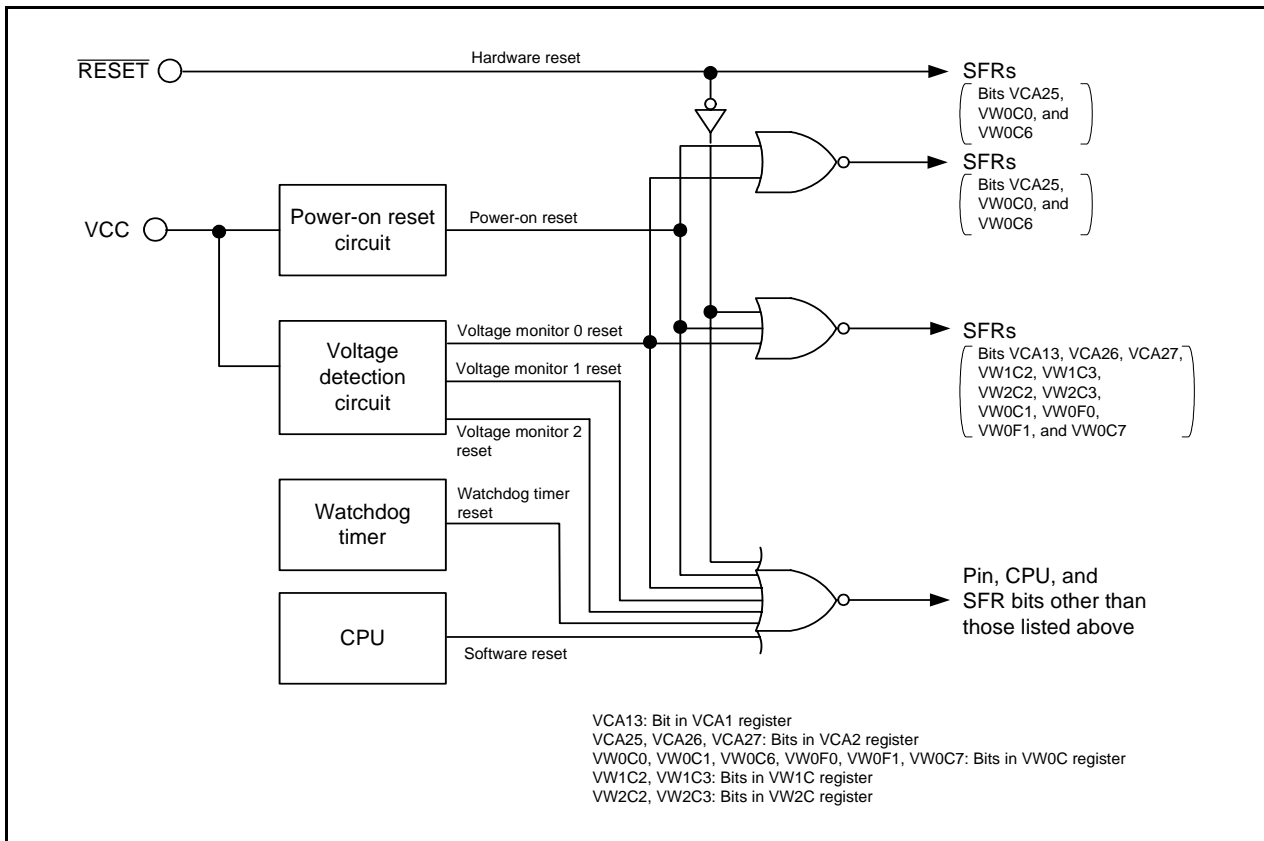 Hardware reset
RESET
SFRs
Bits VCA25,
VW0C0, and
VW0C6
SFRs
Bits VCA25,
VW0C0, and
VW0C6
VCC
Power-on reset
circuit
Power-on reset
Voltage
detection
circuit
Voltage monitor 0 reset
Voltage monitor 1 reset
Voltage monitor 2
reset
SFRs
Bits VCA13, VCA26, VCA27,
VW1C2, VW1C3,
VW2C2, VW2C3,
VW0C1, VW0F0,
VW0F1, and VW0C7
Watchdog
timer
Watchdog timer
reset
CPU
Software reset
Pin, CPU, and
SFR bits other than
those listed above
VCA13: Bit in VCA1 register
VCA25, VCA26, VCA27: Bits in VCA2 register
VW0C0, VW0C1, VW0C6, VW0F0, VW0F1, VW0C7: Bits in VW0C register
VW1C2, VW1C3: Bits in VW1C register
VW2C2, VW2C3: Bits in VW2C register